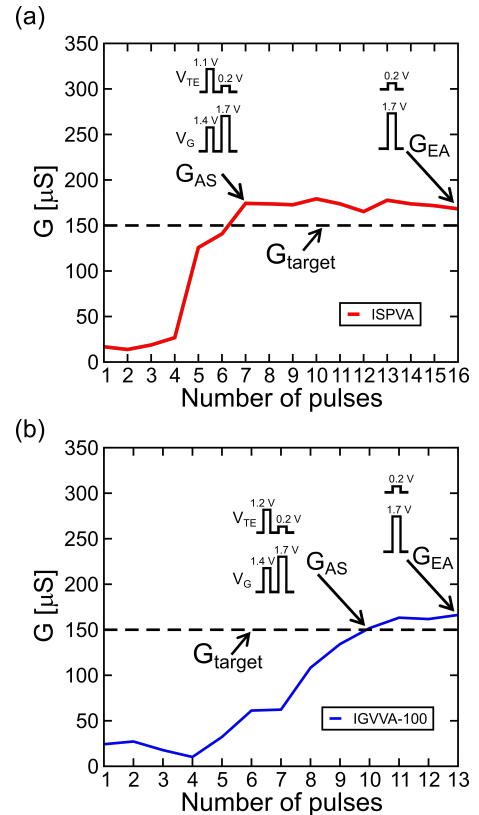 (a)
350
300
250
200
150
100
50
0
G [μS]
1.1 V
V_TE 0.2 V
1.4 V 1.7 V
V_G
0.2 V
1.7 V
G_AS
G_EA
G_target
ISPVA
1 2 3 4 5 6 7 8 9 10 11 12 13 14 15 16
Number of pulses
(b)
350
300
250
200
150
100
50
0
G [μS]
1.2 V
V_TE 0.2 V
1.4 V 1.7 V
V_G
0.2 V
1.7 V
G_AS
G_EA
G_target
IGVVA-100
1 2 3 4 5 6 7 8 9 10 11 12 13
Number of pulses